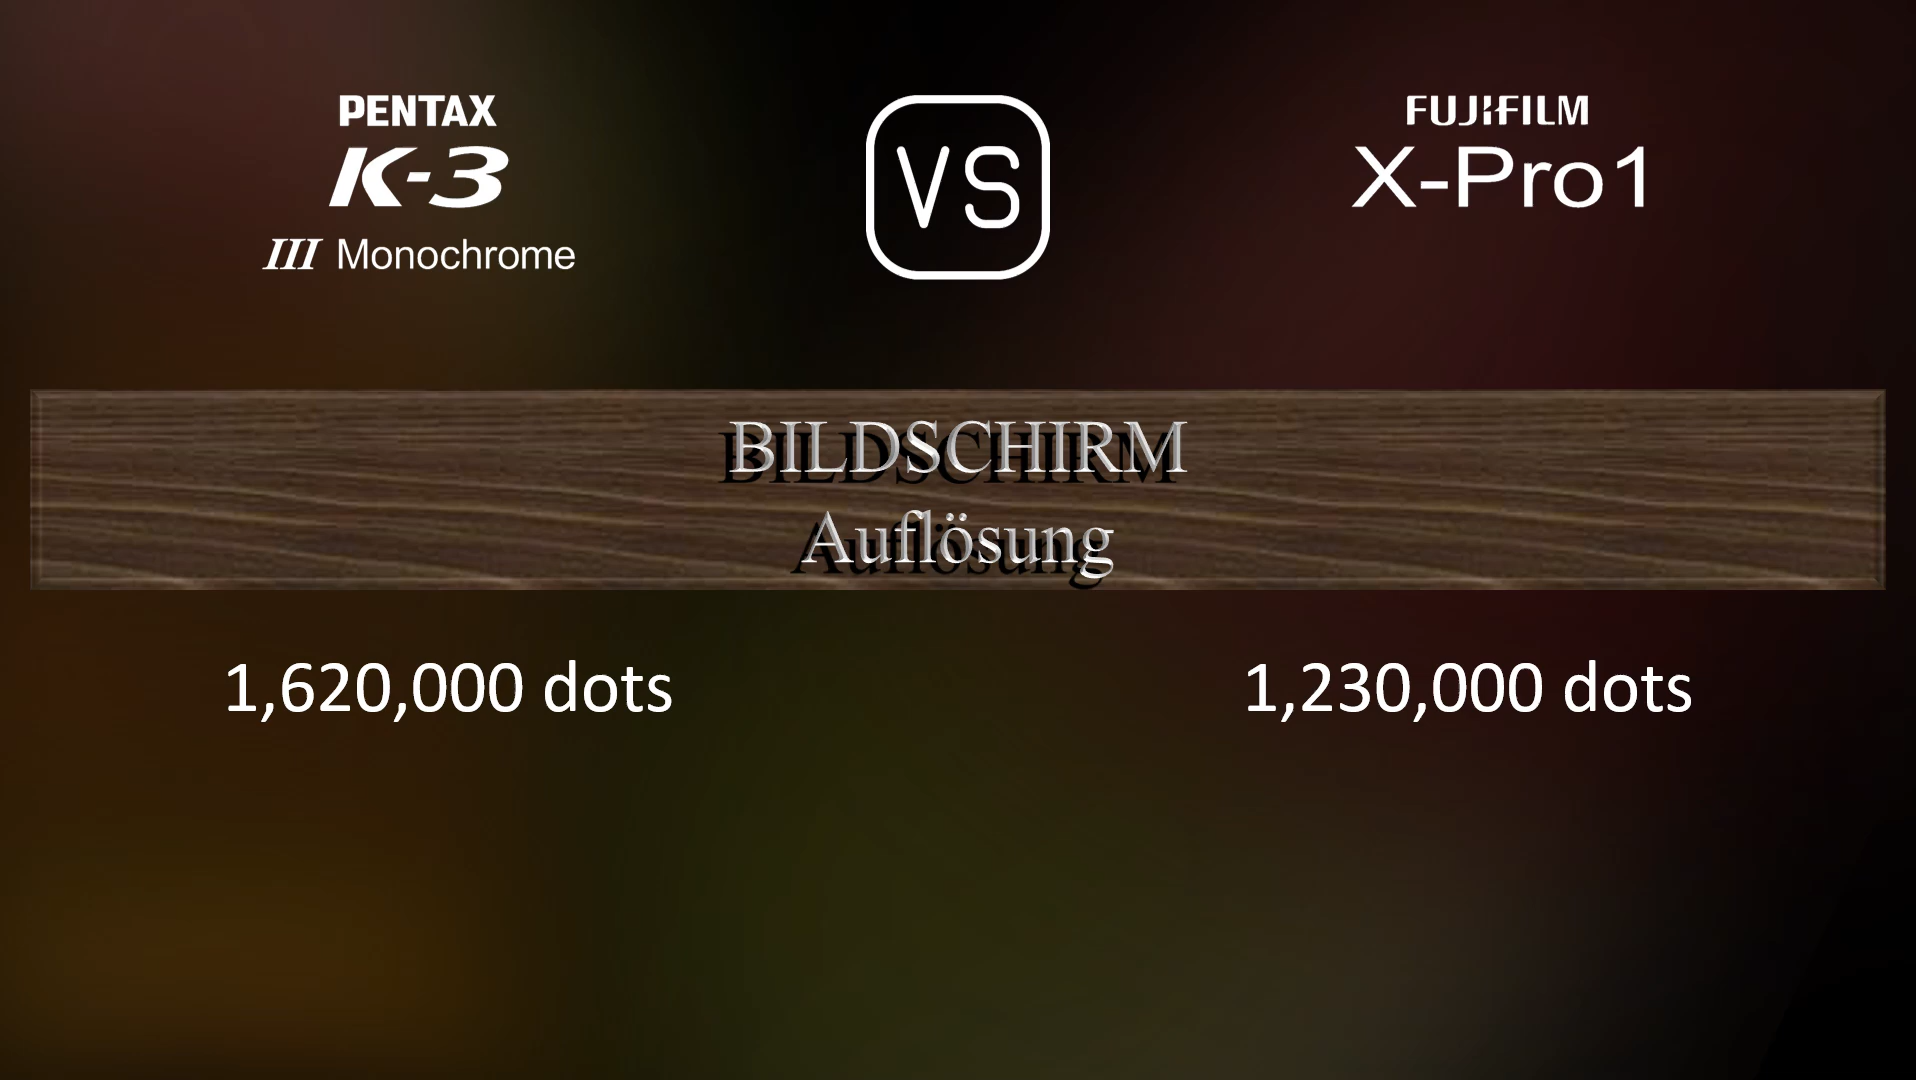 PENTAX
K-3
III Monochrome
VS
FUJIFILM
X-Pro1
BILDSCHIRM
Auflösung
1,620,000 dots
1,230,000 dots